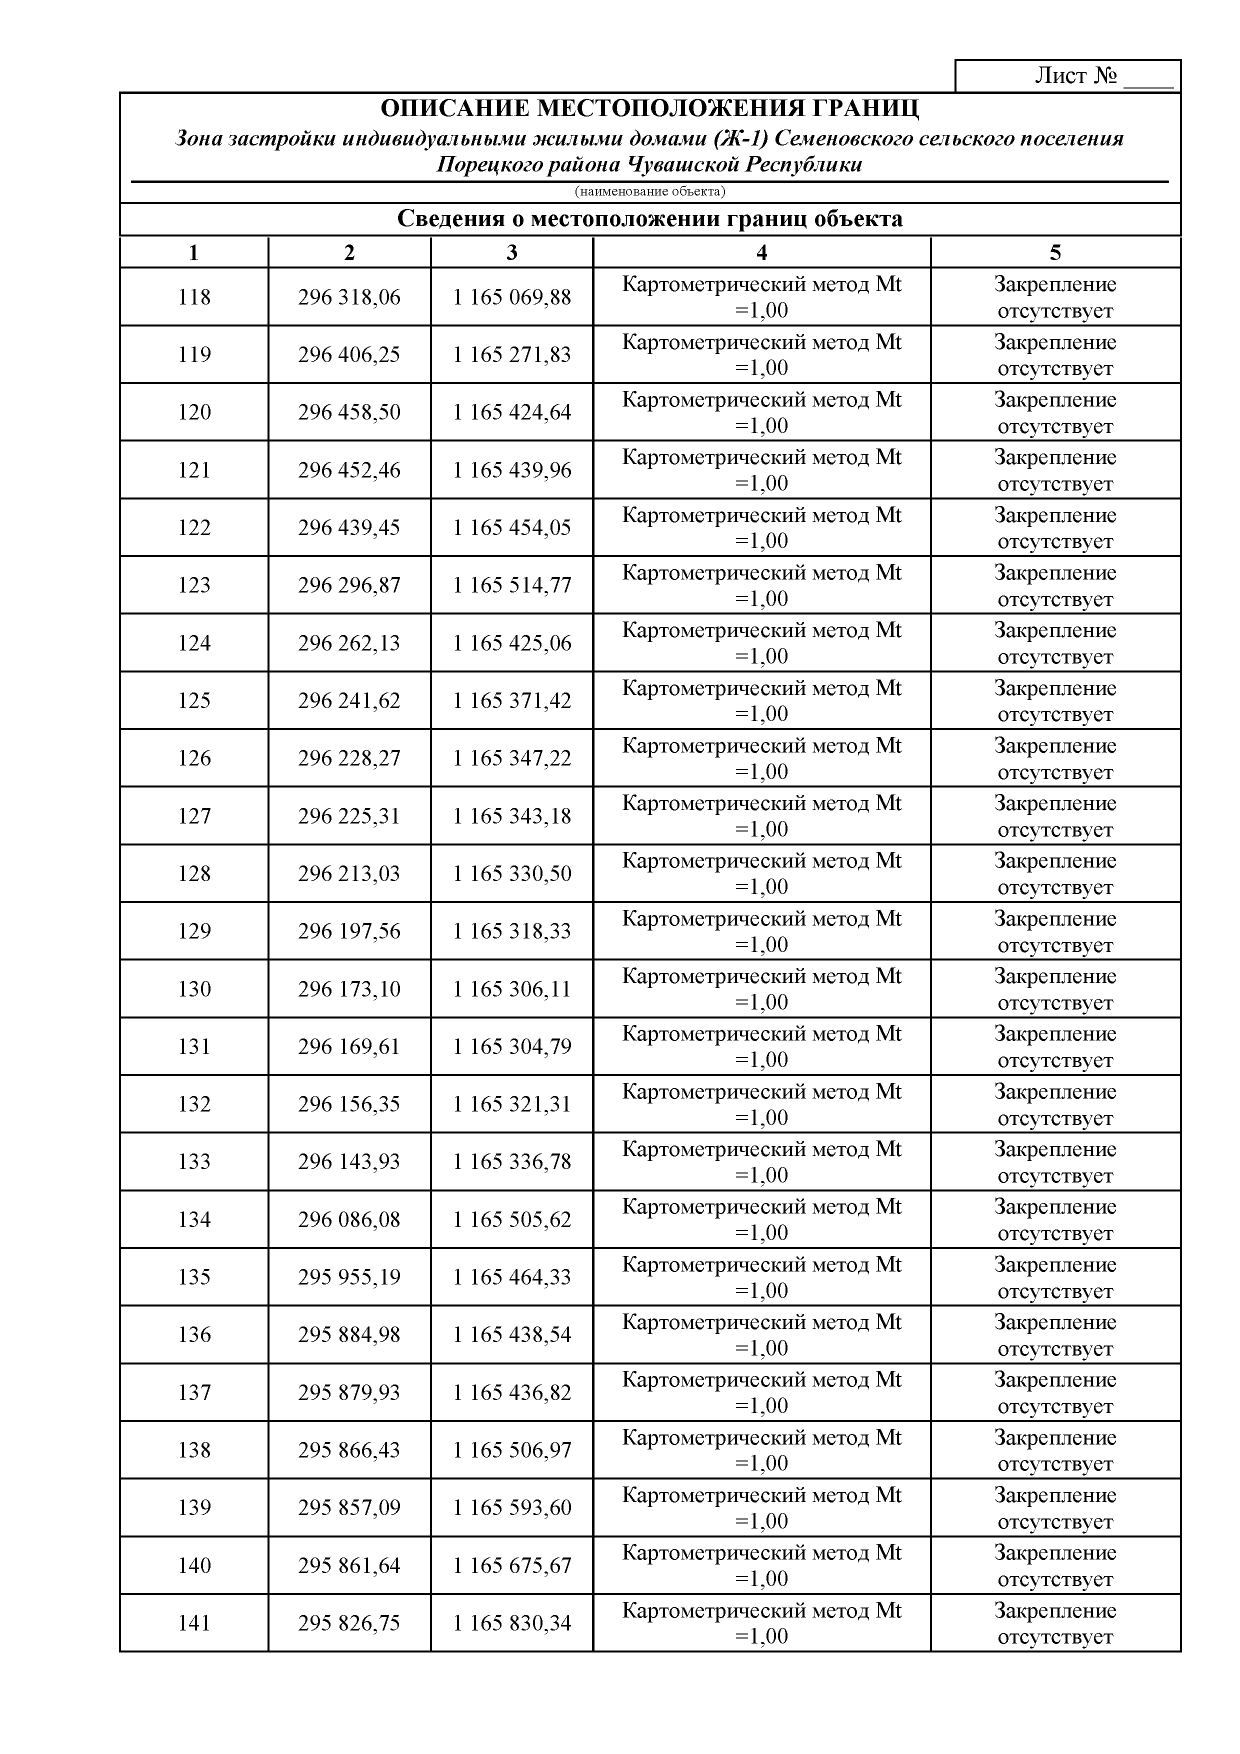 Лист № ____
ОПИСАНИЕ МЕСТОПОЛОЖЕНИЯ ГРАНИЦ
Зона застройки индивидуальными жилыми домами (Ж-1) Семеновского сельского поселения
Порецкого района Чувашской Республики
(наименование объекта)
Сведения о местоположении границ объекта
1 2 3 4 5
118 296 318,06 1 165 069,88 Картометрический метод Mt Закрепление
=1,00 отсутствует
119 296 406,25 1 165 271,83 Картометрический метод Mt Закрепление
=1,00 отсутствует
120 296 458,50 1 165 424,64 Картометрический метод Mt Закрепление
=1,00 отсутствует
121 296 452,46 1 165 439,96 Картометрический метод Mt Закрепление
=1,00 отсутствует
122 296 439,45 1 165 454,05 Картометрический метод Mt Закрепление
=1,00 отсутствует
123 296 296,87 1 165 514,77 Картометрический метод Mt Закрепление
=1,00 отсутствует
124 296 262,13 1 165 425,06 Картометрический метод Mt Закрепление
=1,00 отсутствует
125 296 241,62 1 165 371,42 Картометрический метод Mt Закрепление
=1,00 отсутствует
126 296 228,27 1 165 347,22 Картометрический метод Mt Закрепление
=1,00 отсутствует
127 296 225,31 1 165 343,18 Картометрический метод Mt Закрепление
=1,00 отсутствует
128 296 213,03 1 165 330,50 Картометрический метод Mt Закрепление
=1,00 отсутствует
129 296 197,56 1 165 318,33 Картометрический метод Mt Закрепление
=1,00 отсутствует
130 296 173,10 1 165 306,11 Картометрический метод Mt Закрепление
=1,00 отсутствует
131 296 169,61 1 165 304,79 Картометрический метод Mt Закрепление
=1,00 отсутствует
132 296 156,35 1 165 321,31 Картометрический метод Mt Закрепление
=1,00 отсутствует
133 296 143,93 1 165 336,78 Картометрический метод Mt Закрепление
=1,00 отсутствует
134 296 086,08 1 165 505,62 Картометрический метод Mt Закрепление
=1,00 отсутствует
135 295 955,19 1 165 464,33 Картометрический метод Mt Закрепление
=1,00 отсутствует
136 295 884,98 1 165 438,54 Картометрический метод Mt Закрепление
=1,00 отсутствует
137 295 879,93 1 165 436,82 Картометрический метод Mt Закрепление
=1,00 отсутствует
138 295 866,43 1 165 506,97 Картометрический метод Mt Закрепление
=1,00 отсутствует
139 295 857,09 1 165 593,60 Картометрический метод Mt Закрепление
=1,00 отсутствует
140 295 861,64 1 165 675,67 Картометрический метод Mt Закрепление
=1,00 отсутствует
141 295 826,75 1 165 830,34 Картометрический метод Mt Закрепление
=1,00 отсутствует